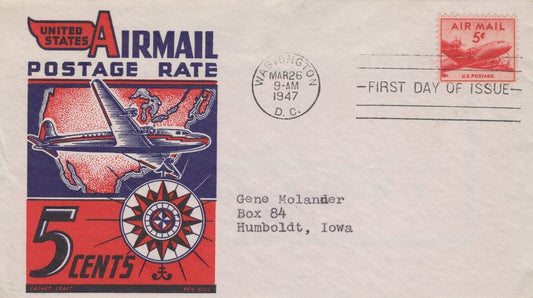 UNITED
STATES AIRMAIL
POSTAGE RATE
5 CENTS
CACHET CRAFT KEN BOLL
WASHINGTON
MAR 26
9-AM
1947
D. C.
FIRST DAY OF ISSUE
AIR MAIL
5¢
U.S. POSTAGE
Gene Molander
Box 84
Humboldt, Iowa